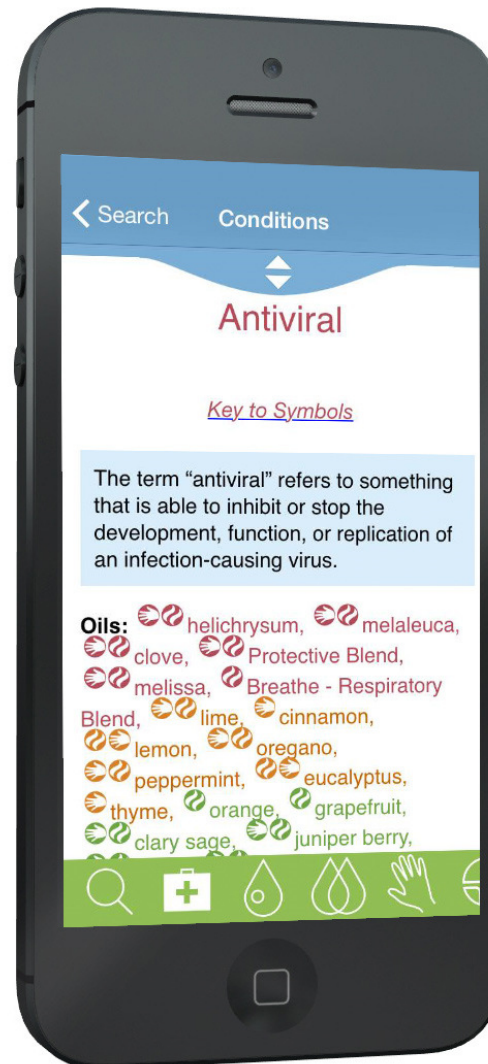 Search Conditions
Antiviral
Key to Symbols
The term “antiviral” refers to something
that is able to inhibit or stop the
development, function, or replication of
an infection-causing virus.
Oils: helichrysum, melaleuca,
clove, Protective Blend,
melissa, Breathe - Respiratory
Blend, lime, cinnamon,
lemon, oregano,
peppermint, eucalyptus,
thyme, orange, grapefruit,
clary sage, juniper berry,